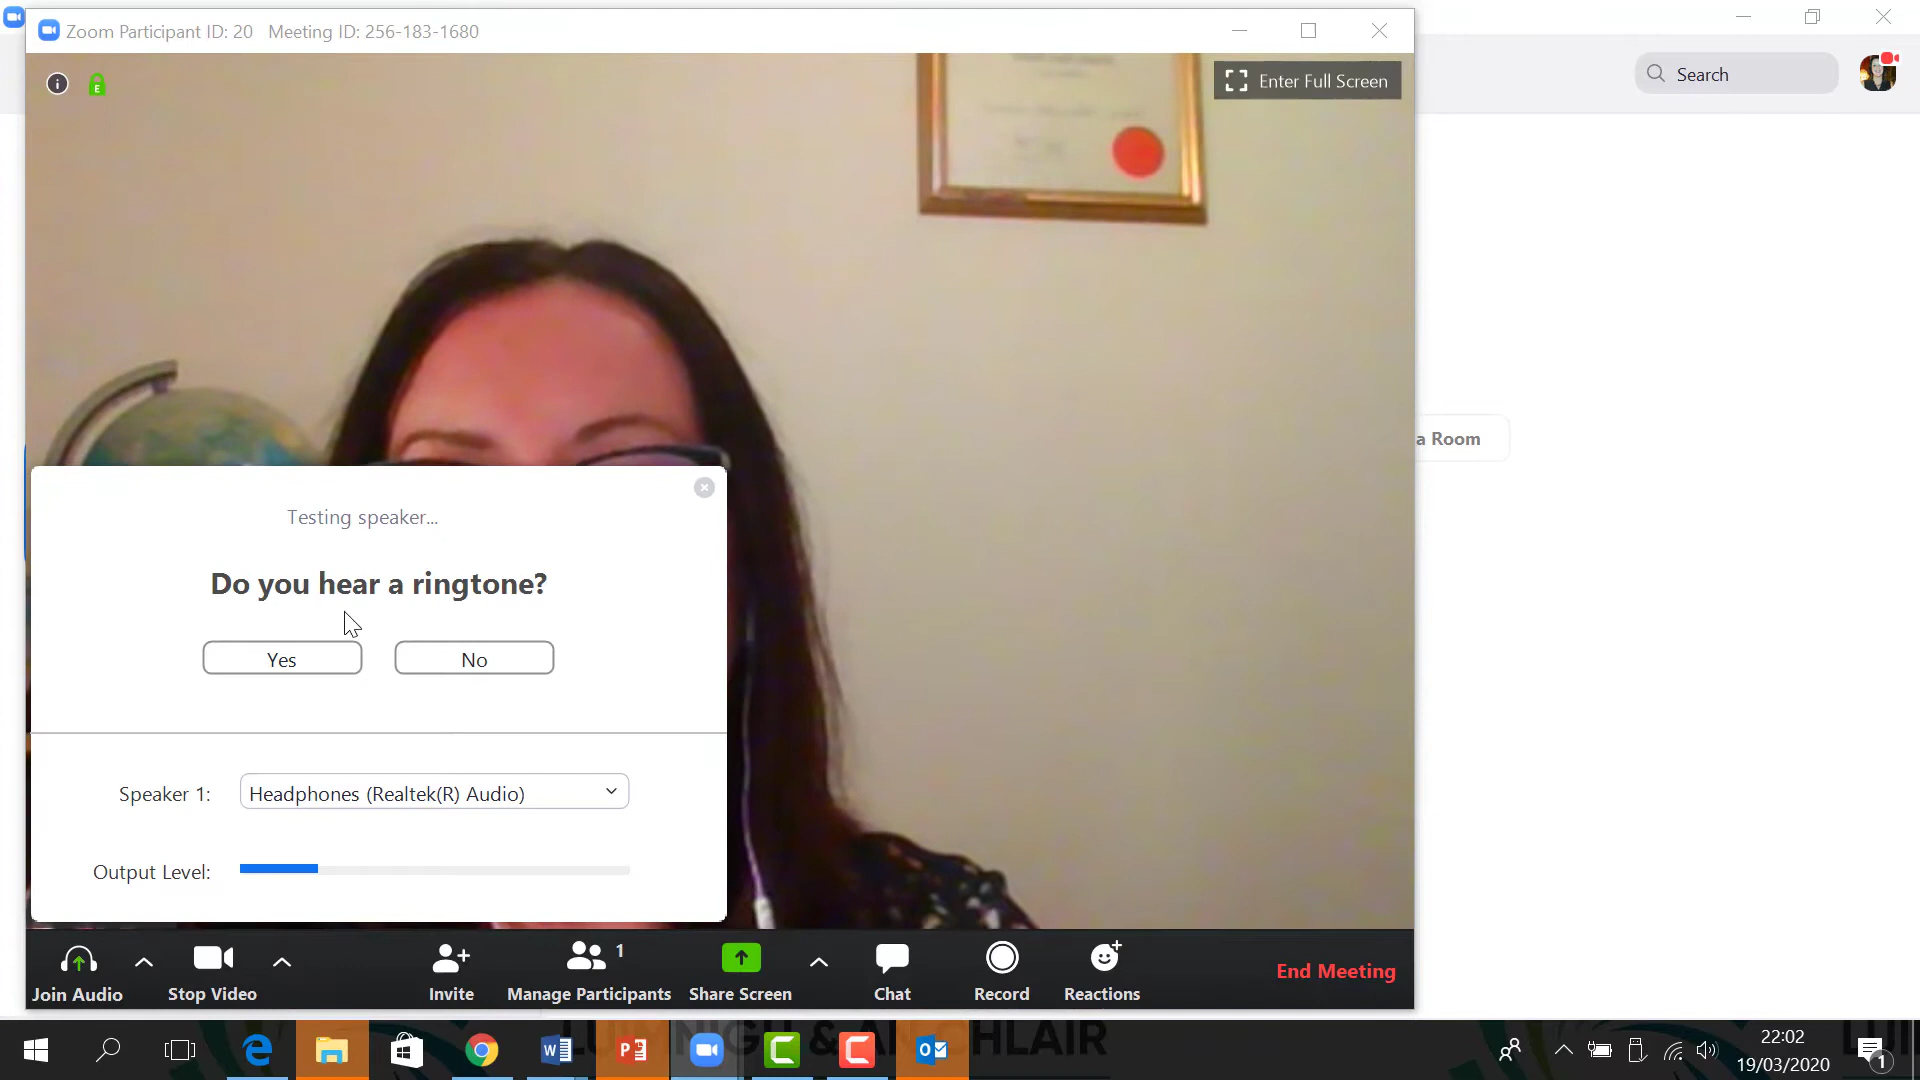 Zoom Participant ID: 20 Meeting ID: 256-183-1680
Enter Full Screen
Search
a Room
Testing speaker...
Do you hear a ringtone?
Yes
No
Speaker 1:
Headphones (Realtek(R) Audio)
Output Level:
1
Join Audio
Stop Video
Invite
Manage Participants
Share Screen
Chat
Record
Reactions
End Meeting
22:02
19/03/2020
1